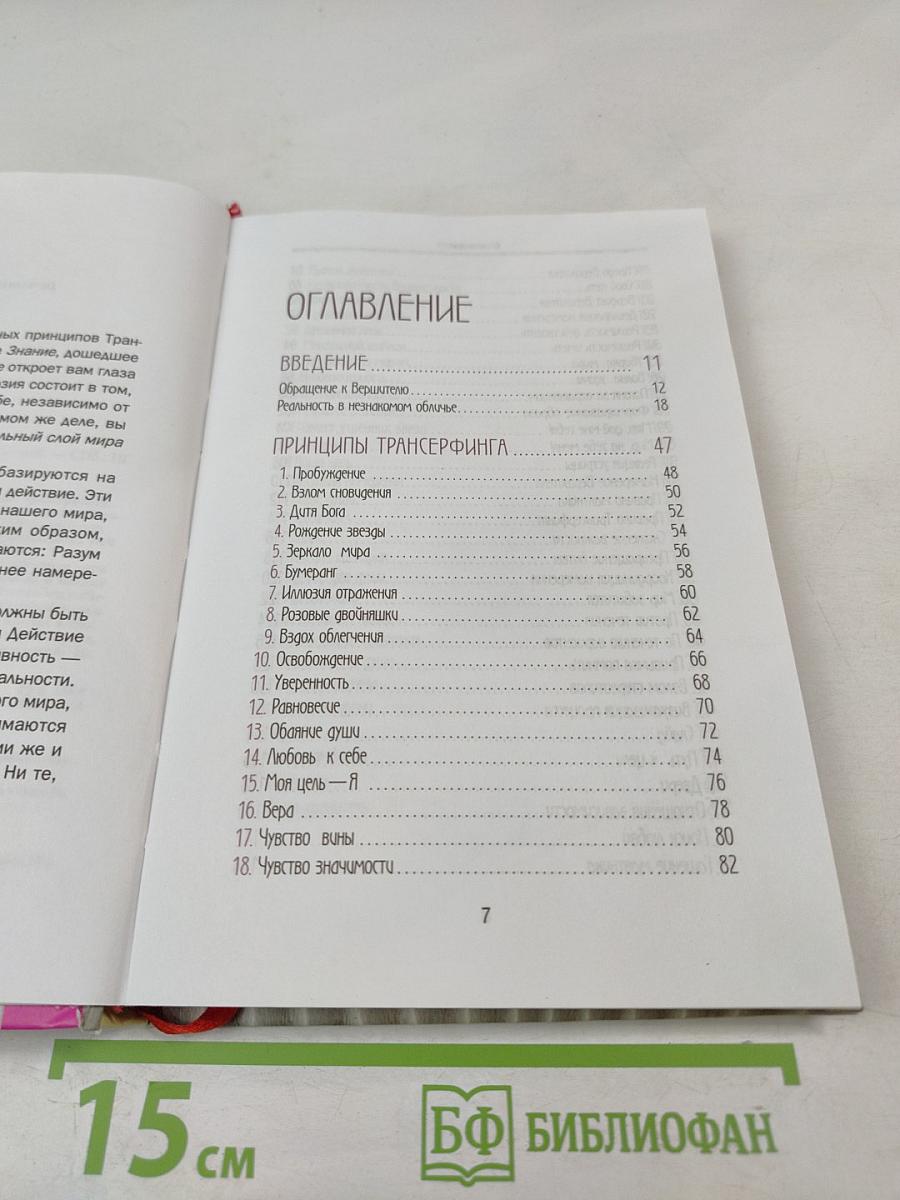 ных принципов Тран-
Знание, дошедшее
откроет вам глаза
зия состоит в том,
бе, независимо от
мом же деле, вы
льный слой мира
базируются на
действие. Эти
нашего мира,
ким образом,
аются: Разум
нее намере-
олжны быть
Действие
вность —
альности.
ого мира,
имаются
ии же и
Ни те,
ОГЛАВЛЕНИЕ
ВВЕДЕНИЕ 11
Обращение к Вершителю 12
Реальность в незнакомом обличье 18
ПРИНЦИПЫ ТРАНСЕРФИНГА 47
1. Пробуждение 48
2. Взлом сновидения 50
3. Дитя Бога 52
4. Рождение звезды 54
5. Зеркало мира 56
6. Бумеранг 58
7. Иллюзия отражения 60
8. Розовые двойняшки 62
9. Вздох облегчения 64
10. Освобождение 66
11. Уверенность 68
12. Равновесие 70
13. Обаяние души 72
14. Любовь к себе 74
15. Моя цель — Я 76
16. Вера 78
17. Чувство вины 80
18. Чувство значимости 82
7
15 см
БФ БИБЛИОФАН